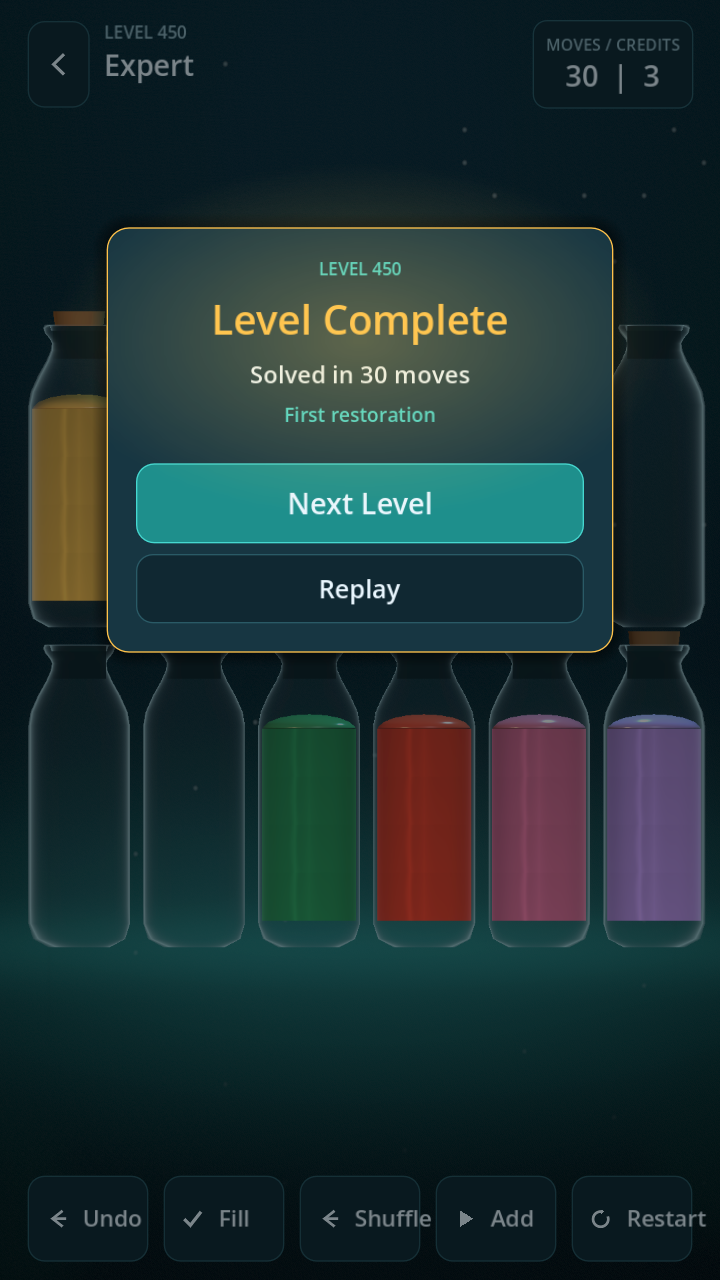 LEVEL 450
Expert
MOVES / CREDITS
30 | 3
LEVEL 450
Level Complete
Solved in 30 moves
First restoration
Next Level
Replay
Undo
Fill
Shuffle
Add
Restart